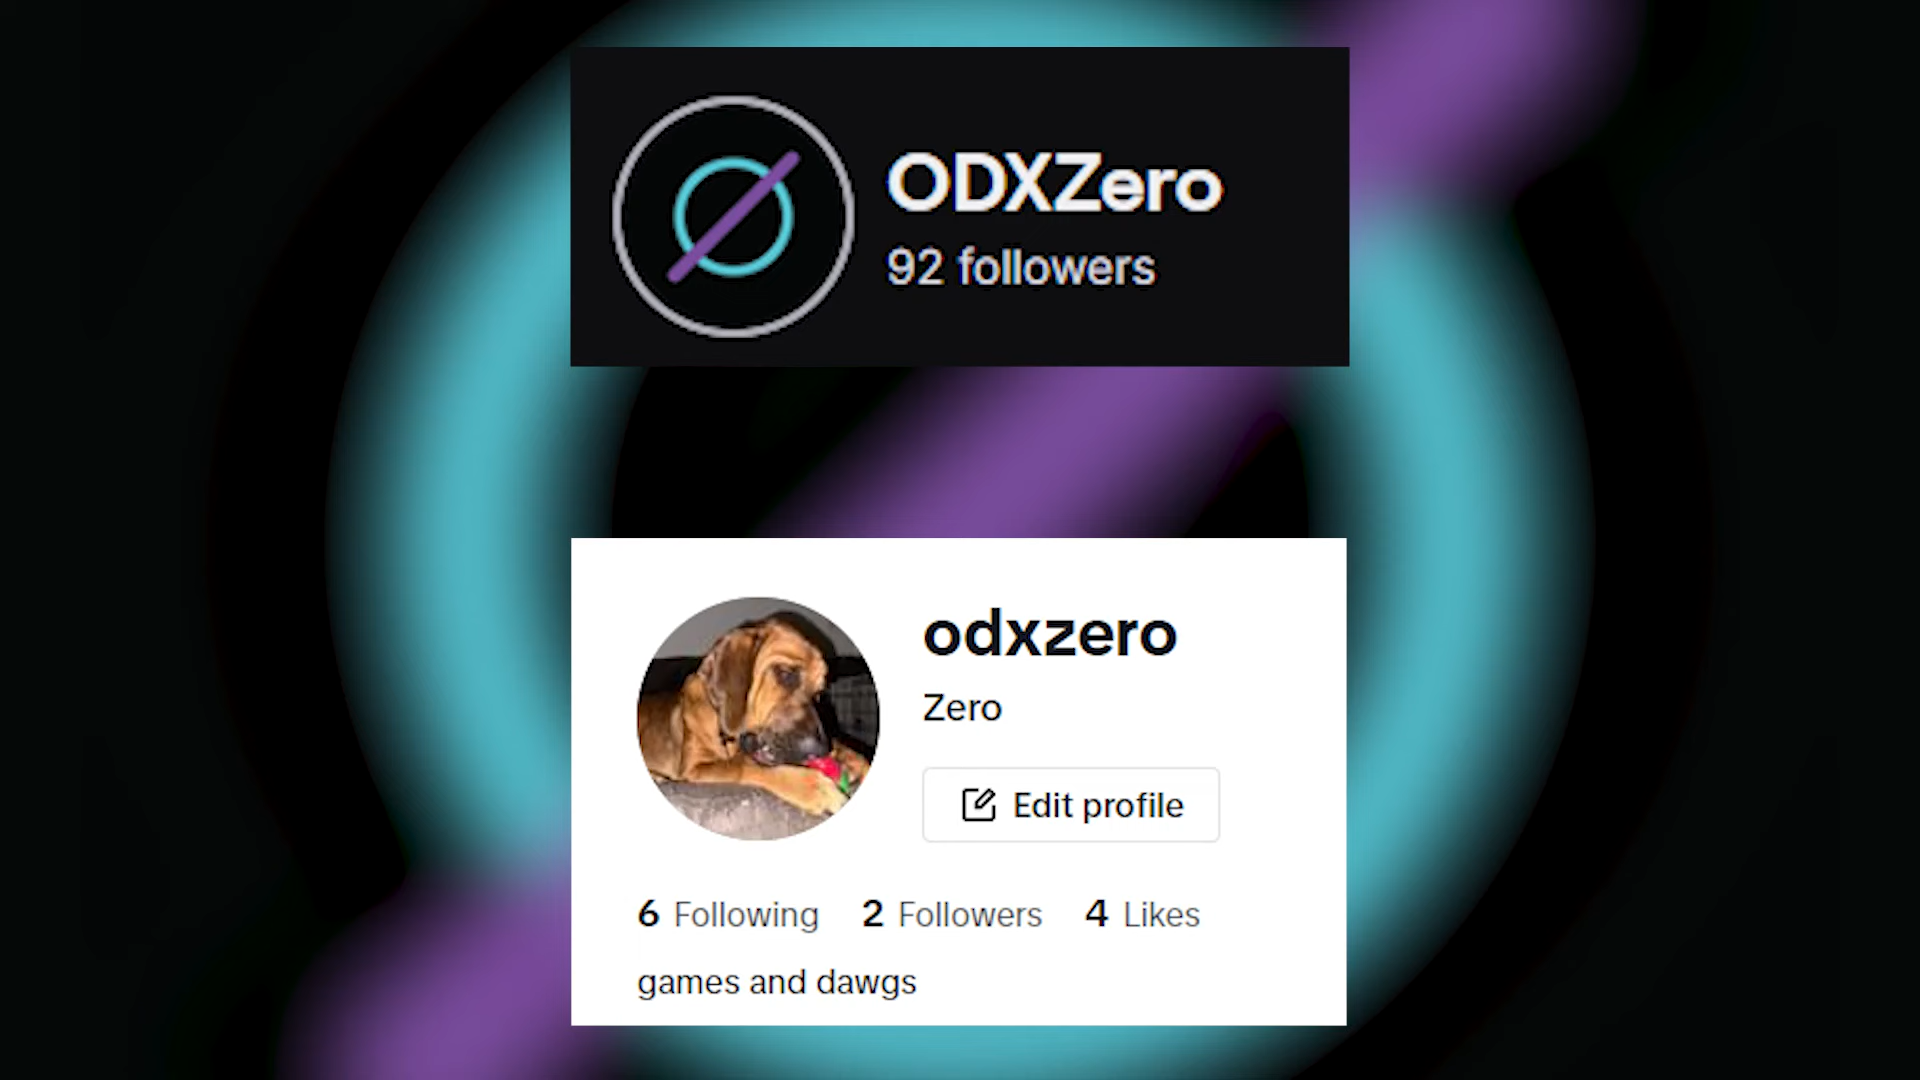 ODXZero
92 followers
odxzero
Zero
Edit profile
6 Following 2 Followers 4 Likes
games and dawgs